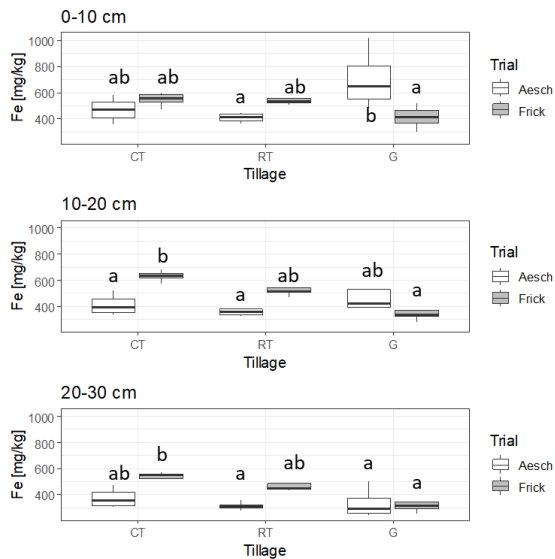 0-10 cm
Fe [mg/kg]
1000
800
600
400
ab ab a ab a
b
CT RT G
Tillage
Trial
Aesch
Frick
10-20 cm
Fe [mg/kg]
1000
800
600
400
a b a ab ab a
CT RT G
Tillage
Trial
Aesch
Frick
20-30 cm
Fe [mg/kg]
1000
800
600
400
ab b a ab a a
CT RT G
Tillage
Trial
Aesch
Frick